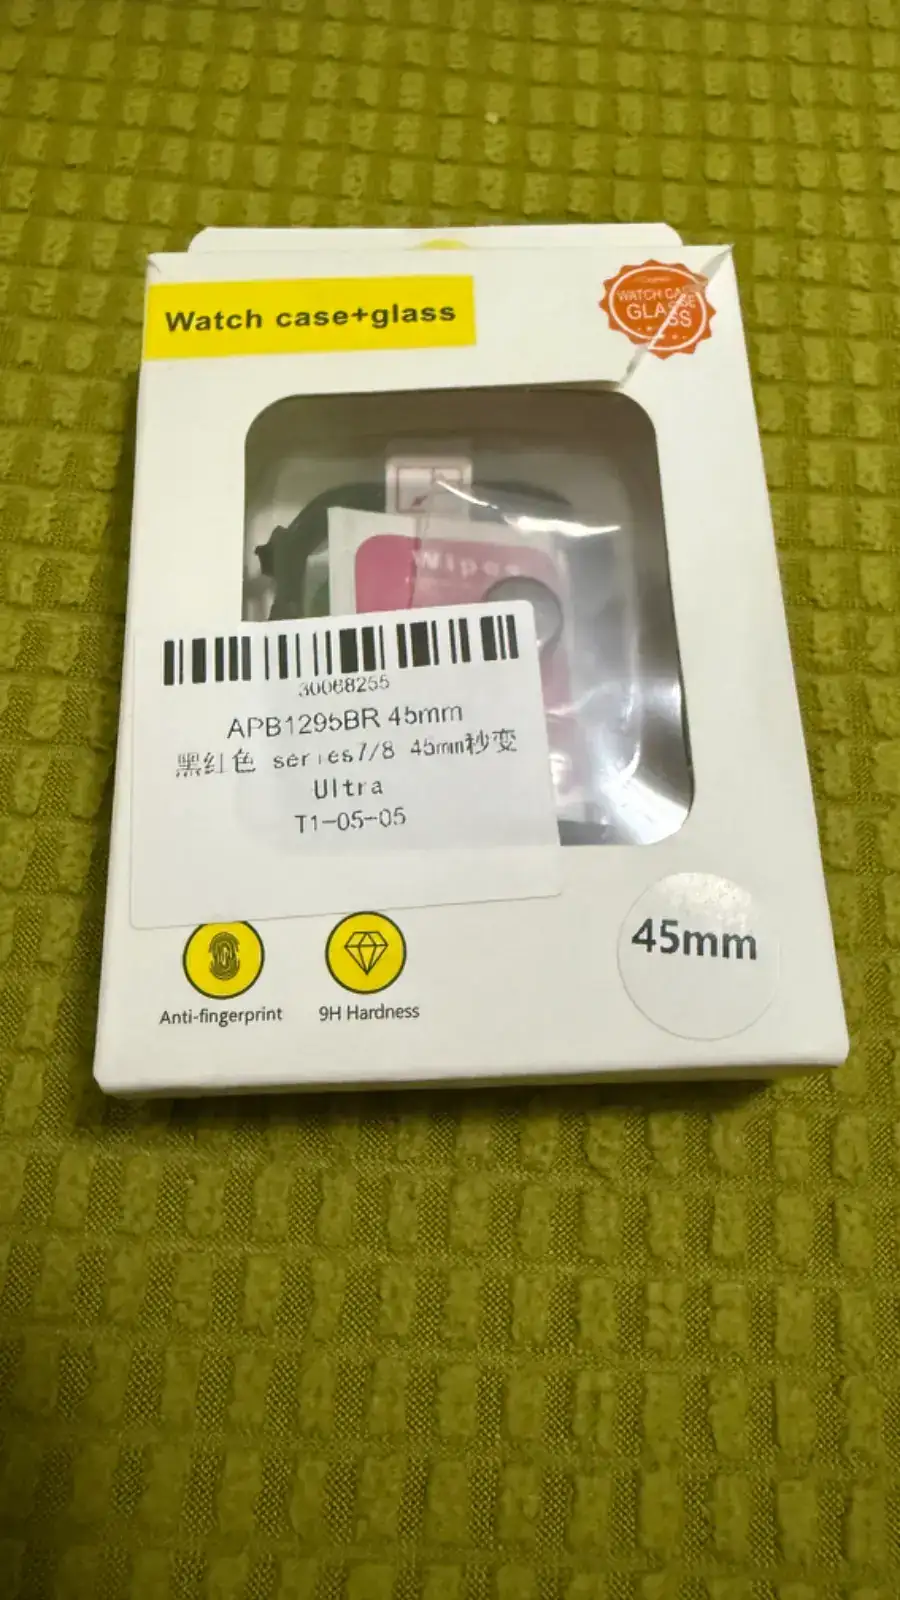 Watch case+glass
WATCH CASE
GLASS
Wipes
30068255
APB1295BR 45mm
黑红色 series7/8 45mm秒变
Ultra
T1-05-05
45mm
Anti-fingerprint
9H Hardness